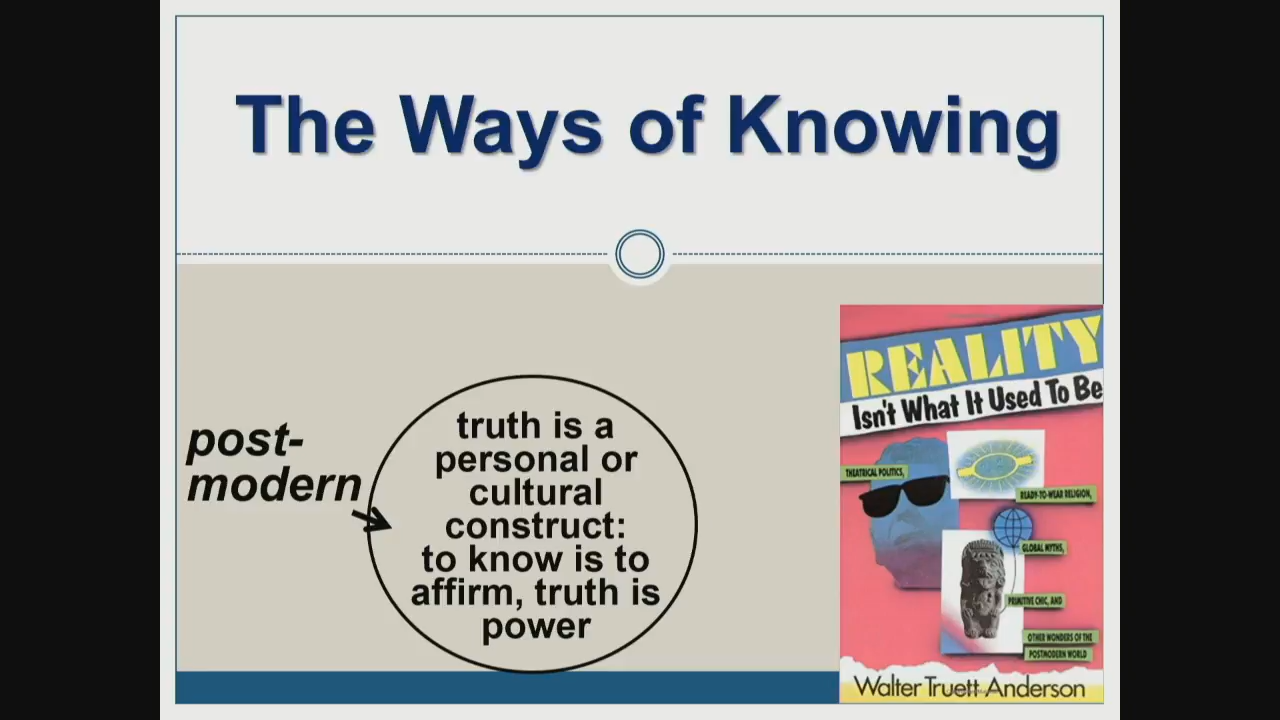 The Ways of Knowing
post-
modern
truth is a
personal or
cultural
construct:
to know is to
affirm, truth is
power
REALITY
Isn't What It Used To Be
THEATRICAL POLITICS,
READY-TO-WEAR RELIGION,
GLOBAL MYTHS,
PRIMITIVE CHIC, AND
OTHER WONDERS OF THE
POSTMODERN WORLD
Walter Truett Anderson